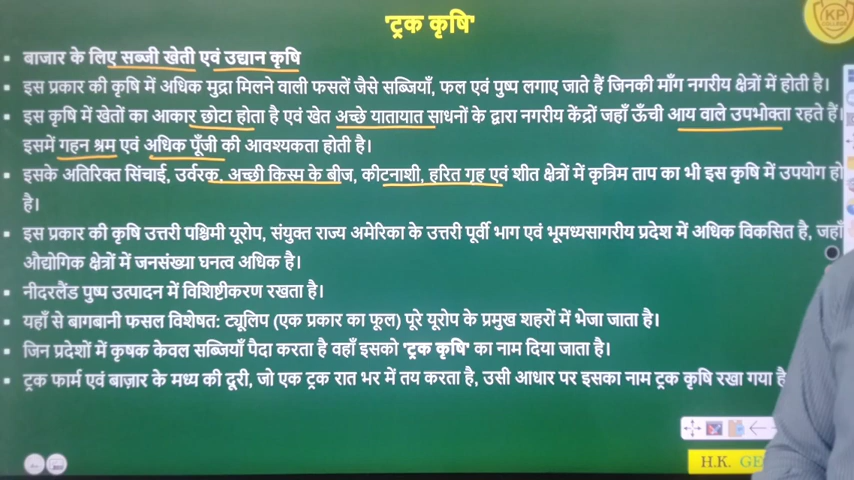 'ट्रक कृषि'
KP
▪ बाजार के लिए सब्जी खेती एवं उद्यान कृषि
▪ इस प्रकार की कृषि में अधिक मुद्रा मिलने वाली फसलें जैसे सब्जियाँ, फल एवं पुष्प लगाए जाते हैं जिनकी माँग नगरीय क्षेत्रों में होती है।
▪ इस कृषि में खेतों का आकार छोटा होता है एवं खेत अच्छे यातायात साधनों के द्वारा नगरीय केंद्रों जहाँ ऊँची आय वाले उपभोक्ता रहते हैं।
इसमें गहन श्रम एवं अधिक पूँजी की आवश्यकता होती है।
▪ इसके अतिरिक्त सिंचाई, उर्वरक, अच्छी किस्म के बीज, कीटनाशी, हरित गृह एवं शीत क्षेत्रों में कृत्रिम ताप का भी इस कृषि में उपयोग हो
है।
▪ इस प्रकार की कृषि उत्तरी पश्चिमी यूरोप, संयुक्त राज्य अमेरिका के उत्तरी पूर्वी भाग एवं भूमध्यसागरीय प्रदेश में अधिक विकसित है, जहाँ
औद्योगिक क्षेत्रों में जनसंख्या घनत्व अधिक है।
▪ नीदरलैंड पुष्प उत्पादन में विशिष्टीकरण रखता है।
▪ यहाँ से बागबानी फसल विशेषत: ट्यूलिप (एक प्रकार का फूल) पूरे यूरोप के प्रमुख शहरों में भेजा जाता है।
▪ जिन प्रदेशों में कृषक केवल सब्जियाँ पैदा करता है वहाँ इसको 'ट्रक कृषि' का नाम दिया जाता है।
▪ ट्रक फार्म एवं बाज़ार के मध्य की दूरी, जो एक ट्रक रात भर में तय करता है, उसी आधार पर इसका नाम ट्रक कृषि रखा गया है
H.K. GE